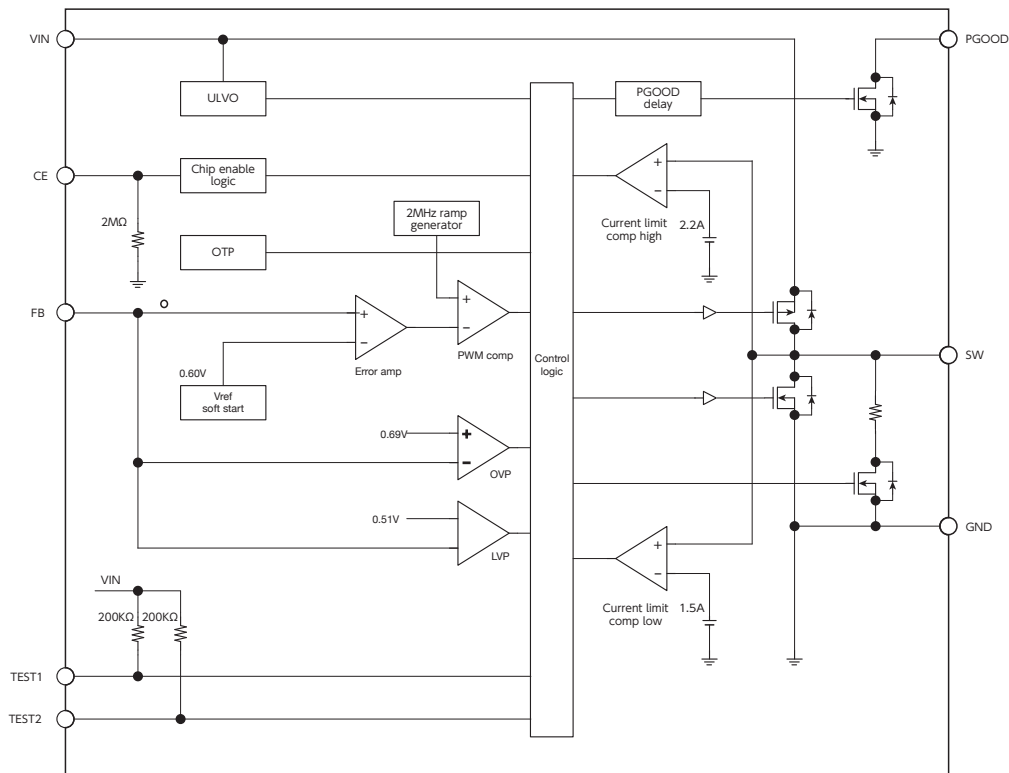 VIN
PGOOD
ULVO
PGOOD
delay
CE
Chip enable
logic
+
−
2MΩ
2MHz ramp
generator
Current limit
comp high
2.2A
OTP
FB
+
−
+
−
PWM comp
Error amp
Control
logic
SW
0.60V
Vref
soft start
0.69V
+
−
OVP
0.51V
LVP
GND
+
−
VIN
200KΩ
200KΩ
Current limit
comp low
1.5A
TEST1
TEST2